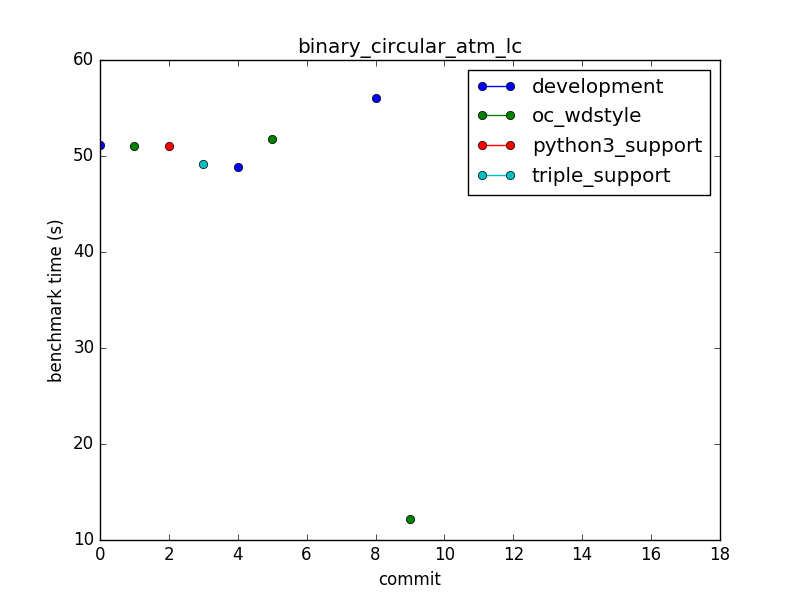 binary_circular_atm_lc
development
oc_wdstyle
python3_support
triple_support
benchmark time (s)
60
50
40
30
20
10
0 2 4 6 8 10 12 14 16 18
commit